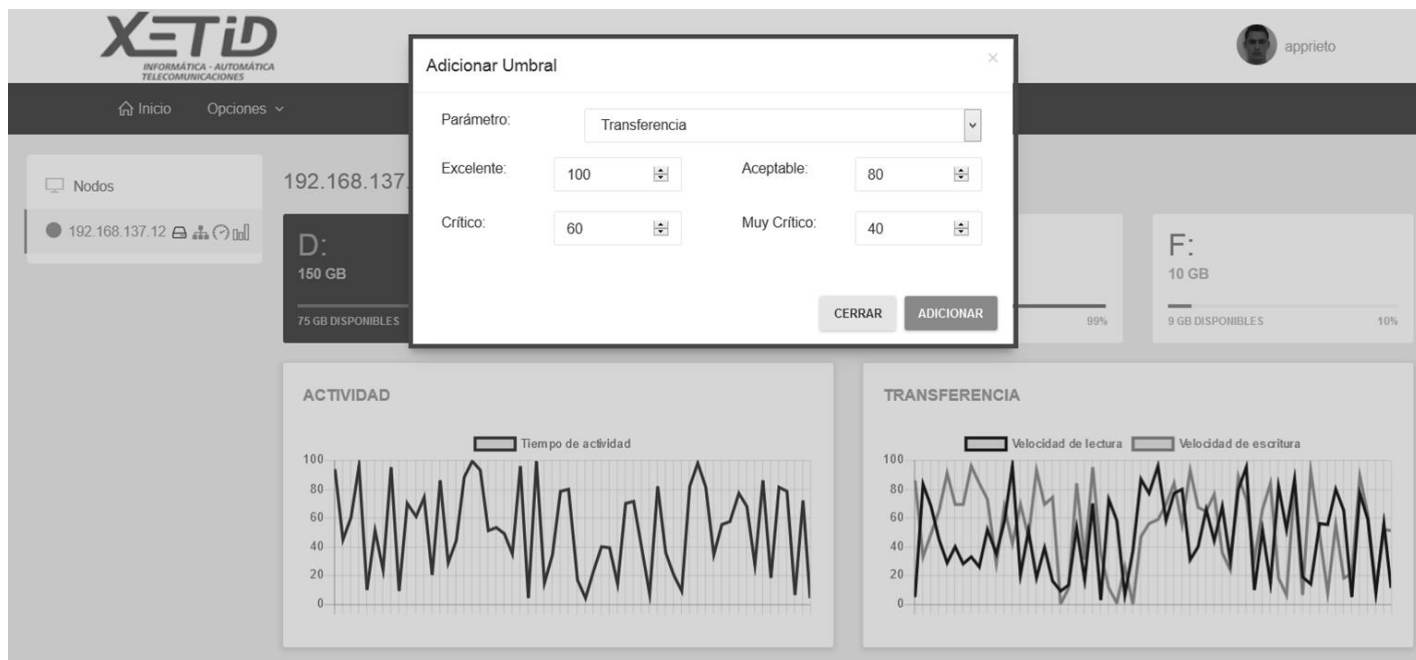 XETiD
INFORMÁTICA - AUTOMÁTICA
TELECOMUNICACIONES
apprieto
Inicio
Opciones
Adicionar Umbral
×
Parámetro:
Transferencia
Excelente:
100
Aceptable:
80
Crítico:
60
Muy Crítico:
40
CERRAR
ADICIONAR
Nodos
192.168.137.12
192.168.137.
D:
150 GB
75 GB DISPONIBLES
99%
F:
10 GB
9 GB DISPONIBLES
10%
ACTIVIDAD
Tiempo de actividad
100
80
60
40
20
0
TRANSFERENCIA
Velocidad de lectura
Velocidad de escritura
100
80
60
40
20
0